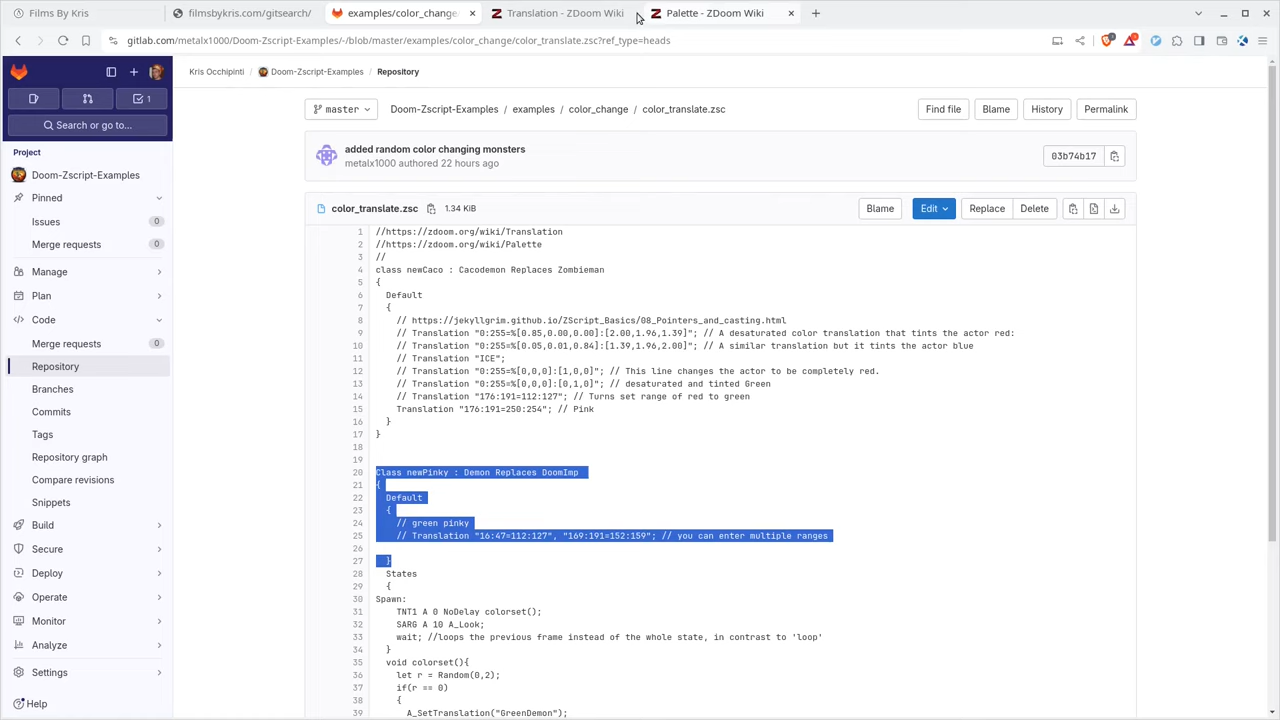 Films By Kris
filmsbykris.com/gitsearch/
examples/color_change/
Translation - ZDoom Wiki
Palette - ZDoom Wiki
gitlab.com/metalx1000/Doom-Zscript-Examples/-/blob/master/examples/color_change/color_translate.zsc?ref_type=heads
Kris Occhipinti / Doom-Zscript-Examples / Repository
1
Search or go to...
Project
Doom-Zscript-Examples
Pinned
Issues 0
Merge requests 0
Manage
Plan
Code
Merge requests 0
Repository
Branches
Commits
Tags
Repository graph
Compare revisions
Snippets
Build
Secure
Deploy
Operate
Monitor
Analyze
Settings
Help
master
Doom-Zscript-Examples / examples / color_change / color_translate.zsc
Find file
Blame
History
Permalink
added random color changing monsters
metalx1000 authored 22 hours ago
03b74b17
color_translate.zsc 1.34 KiB
Blame
Edit
Replace
Delete
1 //https://zdoom.org/wiki/Translation
2 //https://zdoom.org/wiki/Palette
3 //
4 class newCaco : Cacodemon Replaces Zombieman
5 {
6 Default
7 {
8 // https://jekyllgrim.github.io/ZScript_Basics/08_Pointers_and_casting.html
9 // Translation "0:255=%[0.85,0.00,0.00]:[2.00,1.96,1.39]"; // A desaturated color translation that tints the actor red:
10 // Translation "0:255=%[0.05,0.01,0.84]:[1.39,1.96,2.00]"; // A similar translation but it tints the actor blue
11 // Translation "ICE";
12 // Translation "0:255=%[0,0,0]:[1,0,0]"; // This line changes the actor to be completely red.
13 // Translation "0:255=%[0,0,0]:[0,1,0]"; // desaturated and tinted Green
14 // Translation "176:191=112:127"; // Turns set range of red to green
15 Translation "176:191=250:254"; // Pink
16 }
17 }
18
19
20 Class newPinky : Demon Replaces DoomImp
21 {
22 Default
23 {
24 // green pinky
25 // Translation "16:47=112:127", "169:191=152:159"; // you can enter multiple ranges
26
27 }
28 States
29 {
30 Spawn:
31 TNT1 A 0 NoDelay colorset();
32 SARG A 10 A_Look;
33 wait; //loops the previous frame instead of the whole state, in contrast to 'loop'
34 }
35 void colorset(){
36 let r = Random(0,2);
37 if(r == 0)
38 {
39 A_SetTranslation("GreenDemon");